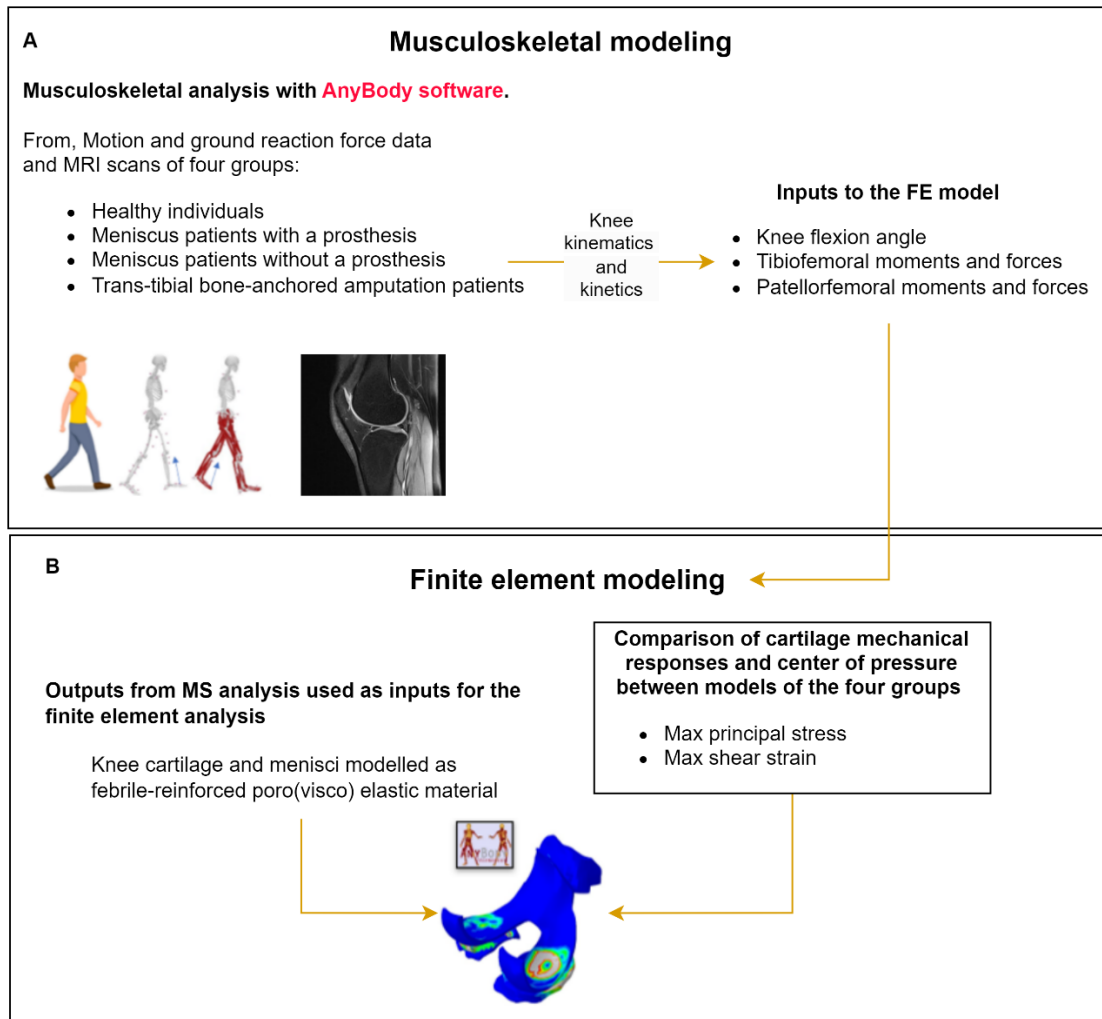 A
Musculoskeletal modeling
Musculoskeletal analysis with AnyBody software.
From, Motion and ground reaction force data
and MRI scans of four groups:
• Healthy individuals
• Meniscus patients with a prosthesis
• Meniscus patients without a prosthesis
• Trans-tibial bone-anchored amputation patients
Knee
kinematics
and
kinetics
Inputs to the FE model
• Knee flexion angle
• Tibiofemoral moments and forces
• Patellorfemoral moments and forces
B
Finite element modeling
Outputs from MS analysis used as inputs for the
finite element analysis
Knee cartilage and menisci modelled as
febrile-reinforced poro(visco) elastic material
Comparison of cartilage mechanical
responses and center of pressure
between models of the four groups
• Max principal stress
• Max shear strain
ANYBODY